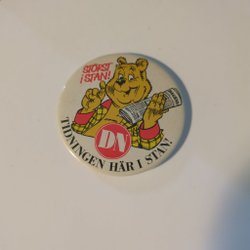 STÖRST
I STAN!
DN
TIDNINGEN HÄR I STAN!